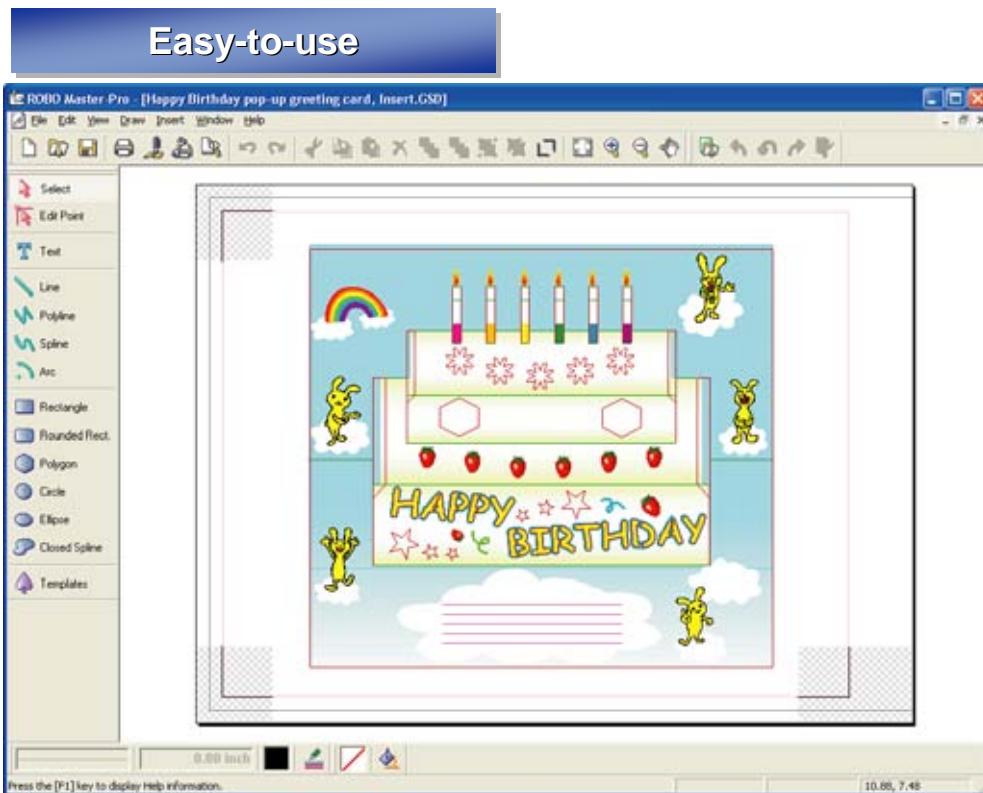 Easy-to-use
ROBO Master-Pro - [Happy Birthday pop-up greeting card, Insert.GSD]
File Edit View Draw Insert Window Help
Select
Edit Point
Text
Line
Polyline
Spline
Arc
Rectangle
Rounded Rect.
Polygon
Circle
Ellipse
Closed Spline
Templates
HAPPY
BIRTHDAY
0.00 inch
Press the [F1] key to display Help information.
10.88, 7.48